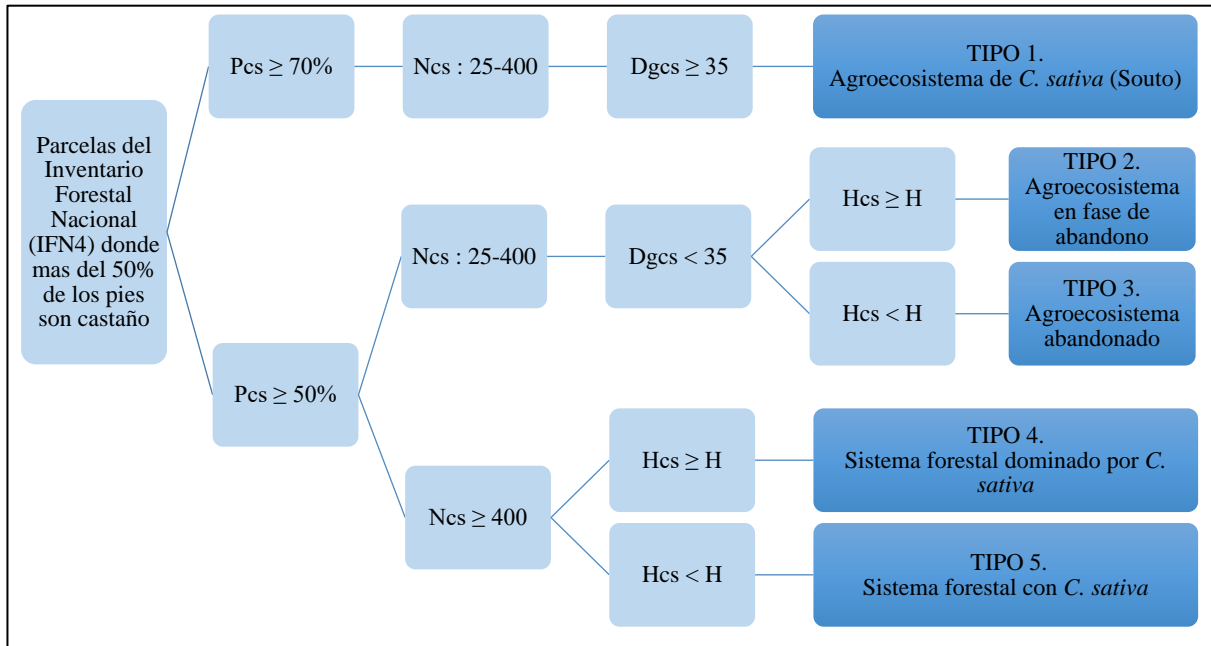 Parcelas del
Inventario
Forestal
Nacional
(IFN4) donde
mas del 50%
de los pies
son castaño
Pcs ≥ 70%
Ncs : 25-400
Dgcs ≥ 35
TIPO 1.
Agroecosistema de C. sativa (Souto)
Pcs ≥ 50%
Ncs : 25-400
Dgcs < 35
Hcs ≥ H
TIPO 2.
Agroecosistema
en fase de
abandono
Hcs < H
TIPO 3.
Agroecosistema
abandonado
Ncs ≥ 400
Hcs ≥ H
TIPO 4.
Sistema forestal dominado por C.
sativa
Hcs < H
TIPO 5.
Sistema forestal con C. sativa